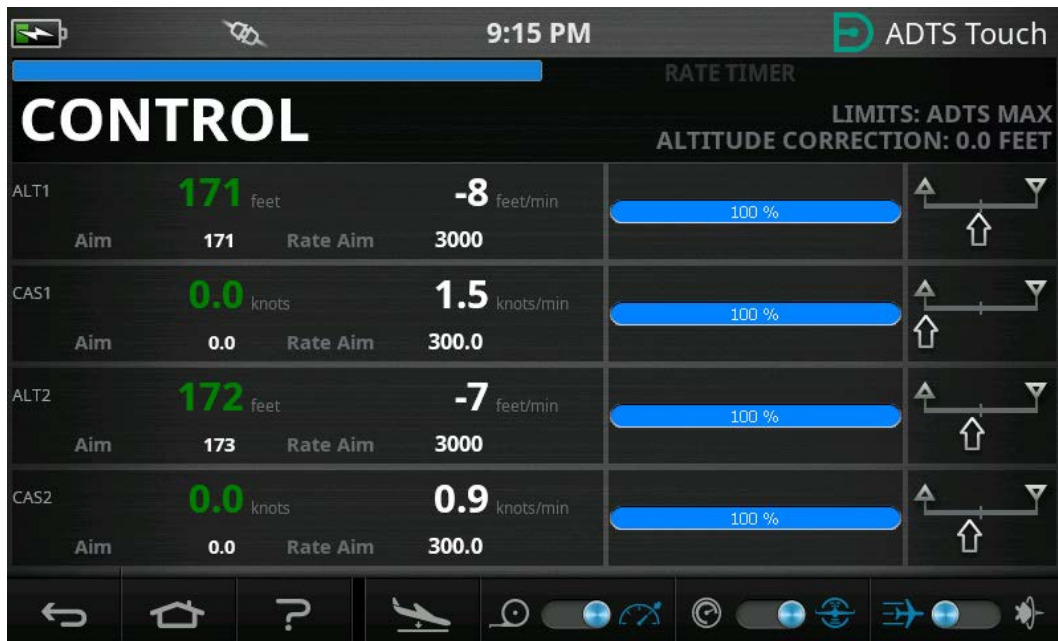 9:15 PM ADTS Touch
RATE TIMER
CONTROL
LIMITS: ADTS MAX
ALTITUDE CORRECTION: 0.0 FEET
ALT1 171 feet -8 feet/min 100 %
Aim 171 Rate Aim 3000
CAS1 0.0 knots 1.5 knots/min 100 %
Aim 0.0 Rate Aim 300.0
ALT2 172 feet -7 feet/min 100 %
Aim 173 Rate Aim 3000
CAS2 0.0 knots 0.9 knots/min 100 %
Aim 0.0 Rate Aim 300.0
?